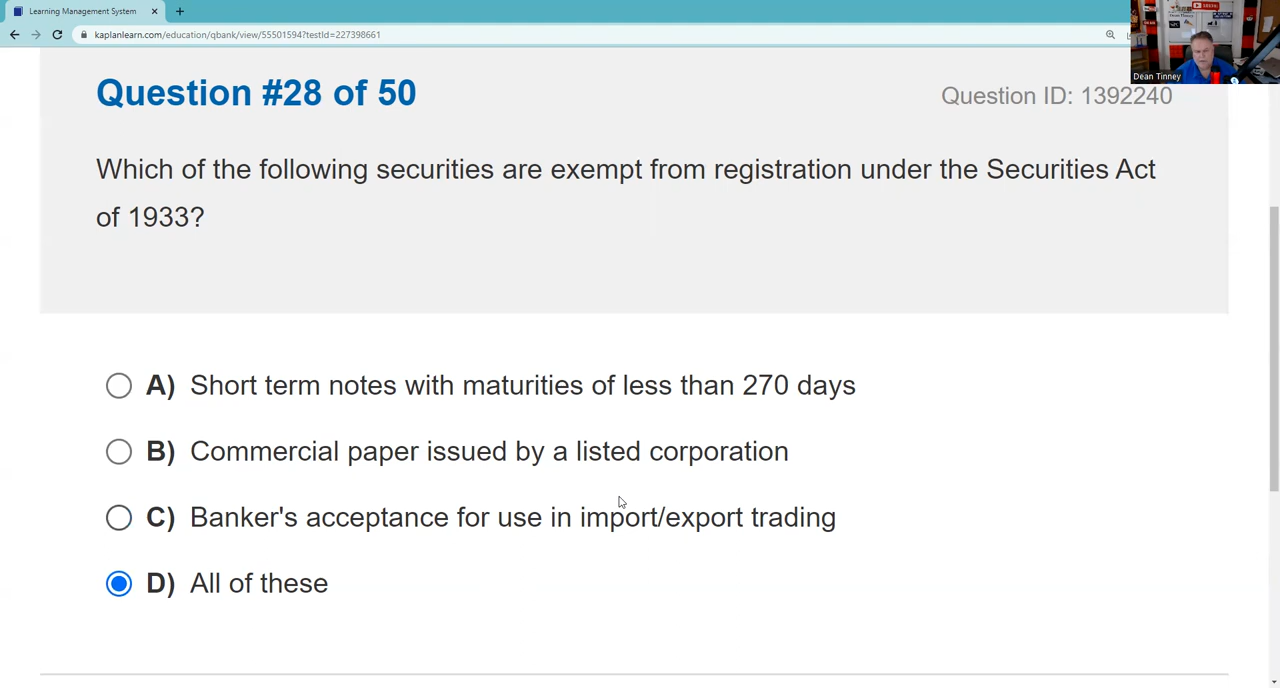 Learning Management System
kaplanlearn.com/education/qbank/view/55501594?testId=227398661
Dean Tinney
Question #28 of 50
Question ID: 1392240
Which of the following securities are exempt from registration under the Securities Act
of 1933?
A) Short term notes with maturities of less than 270 days
B) Commercial paper issued by a listed corporation
C) Banker's acceptance for use in import/export trading
D) All of these